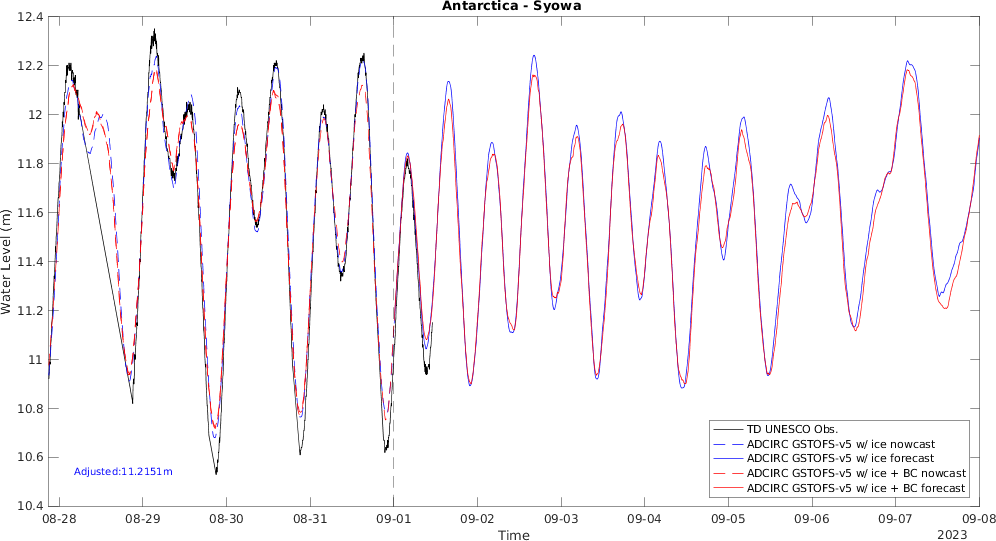 Antarctica - Syowa
Water Level (m)
12.4
12.2
12
11.8
11.6
11.4
11.2
11
10.8
10.6
10.4
Adjusted:11.2151m
TD UNESCO Obs.
ADCIRC GSTOFS-v5 w/ ice nowcast
ADCIRC GSTOFS-v5 w/ ice forecast
ADCIRC GSTOFS-v5 w/ ice + BC nowcast
ADCIRC GSTOFS-v5 w/ ice + BC forecast
08-28 08-29 08-30 08-31 09-01 09-02 09-03 09-04 09-05 09-06 09-07 09-08
Time
2023